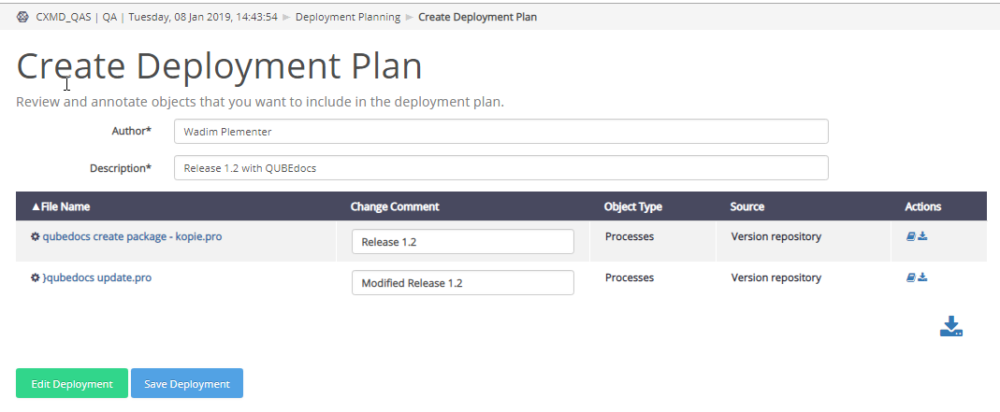 CXMD_QAS | QA | Tuesday, 08 Jan 2019, 14:43:54 ► Deployment Planning ► Create Deployment Plan
Create Deployment Plan
Review and annotate objects that you want to include in the deployment plan.
Author* Wadim Plementer
Description* Release 1.2 with QUBEdocs
▲File Name Change Comment Object Type Source Actions
qubedocs create package - kopie.pro Release 1.2 Processes Version repository
}qubedocs update.pro Modified Release 1.2 Processes Version repository
Edit Deployment Save Deployment